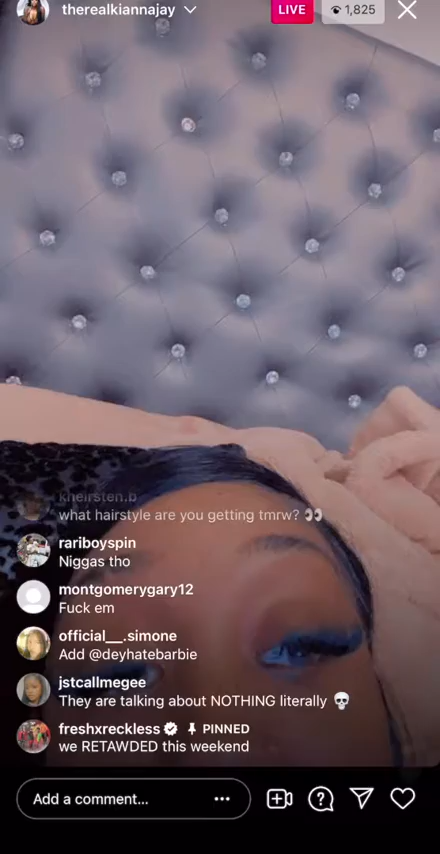 therealkiannajay
LIVE
1,825
kheirsten.b
what hairstyle are you getting tmrw? 👀
rariboyspin
Niggas tho
montgomerygary12
Fuck em
official__.simone
Add @deyhatebarbie
jstcallmegee
They are talking about NOTHING literally 💀
freshxreckless PINNED
we RETAWDED this weekend
Add a comment...